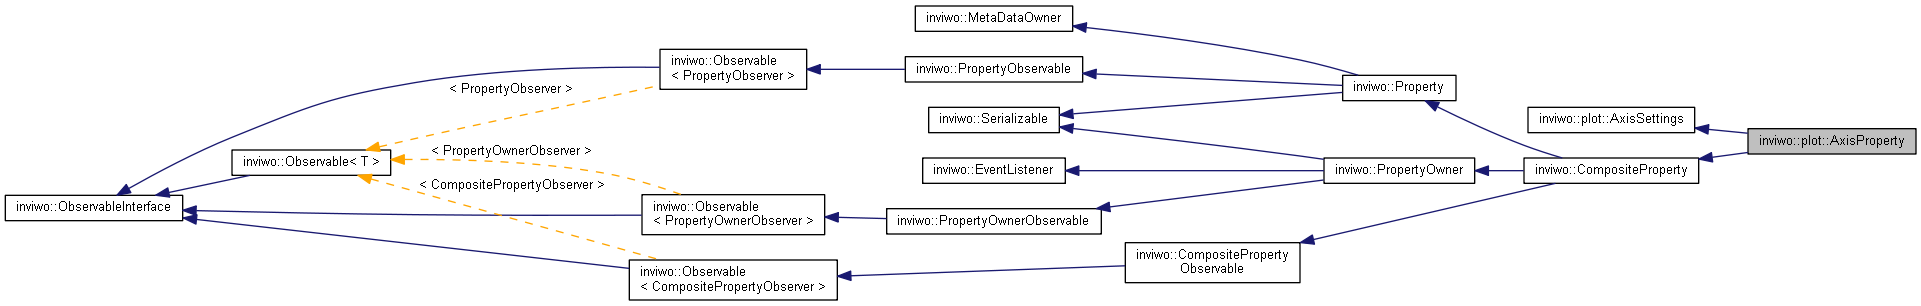 inviwo::MetaDataOwner
inviwo::Observable
< PropertyObserver >
inviwo::PropertyObservable
inviwo::Property
< PropertyObserver >
inviwo::Serializable
inviwo::plot::AxisSettings
inviwo::plot::AxisProperty
inviwo::Observable< T >
< PropertyOwnerObserver >
inviwo::EventListener
inviwo::PropertyOwner
inviwo::CompositeProperty
< CompositePropertyObserver >
inviwo::ObservableInterface
inviwo::Observable
< PropertyOwnerObserver >
inviwo::PropertyOwnerObservable
inviwo::CompositeProperty
Observable
inviwo::Observable
< CompositePropertyObserver >